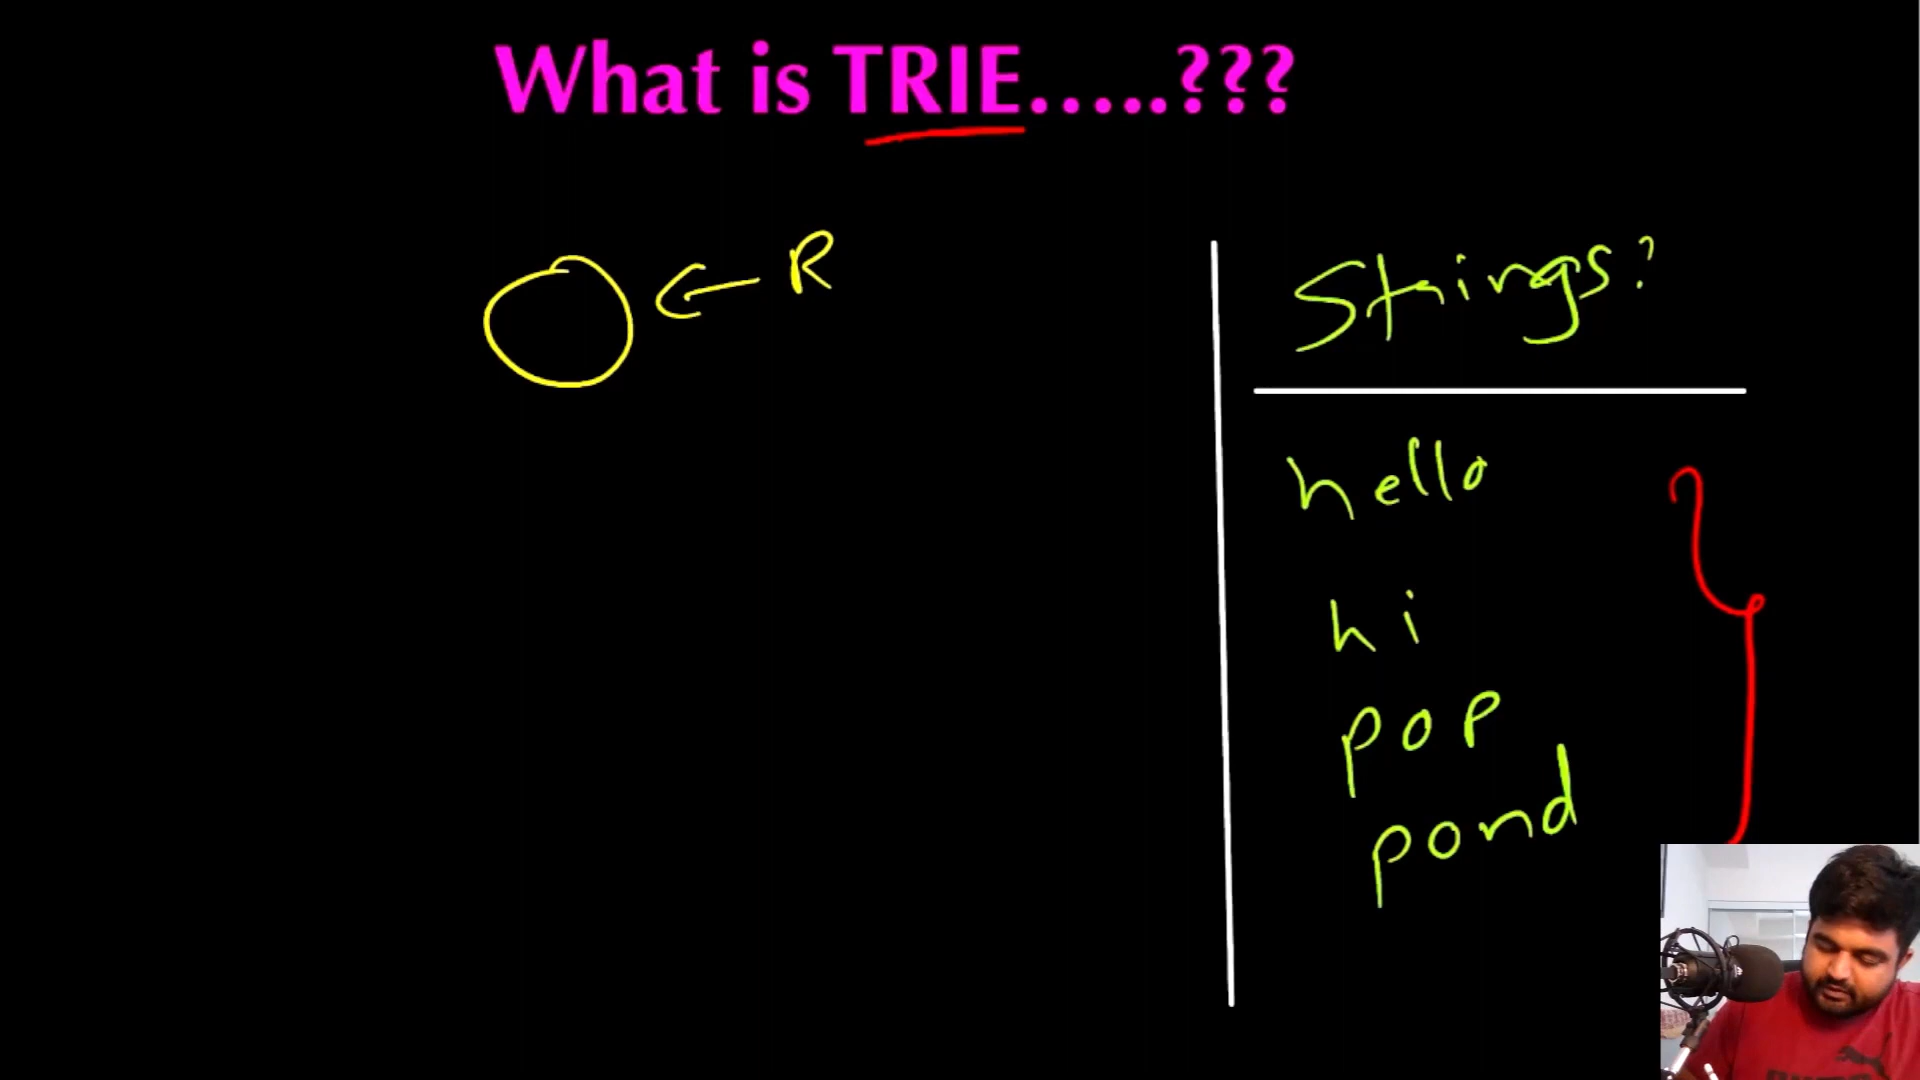 What is TRIE.....???
R
Strings?
hello
hi
pop
pond